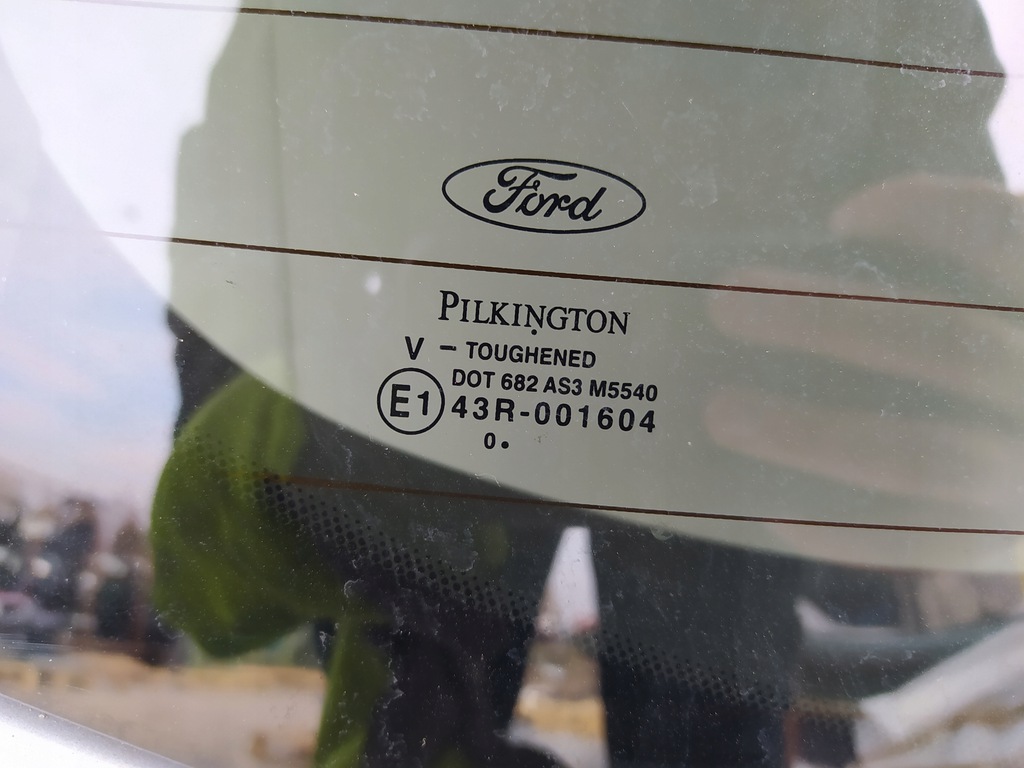 Ford
PILKINGTON
V - TOUGHENED
DOT 682 AS3 M5540
E1 43R-001604
0•